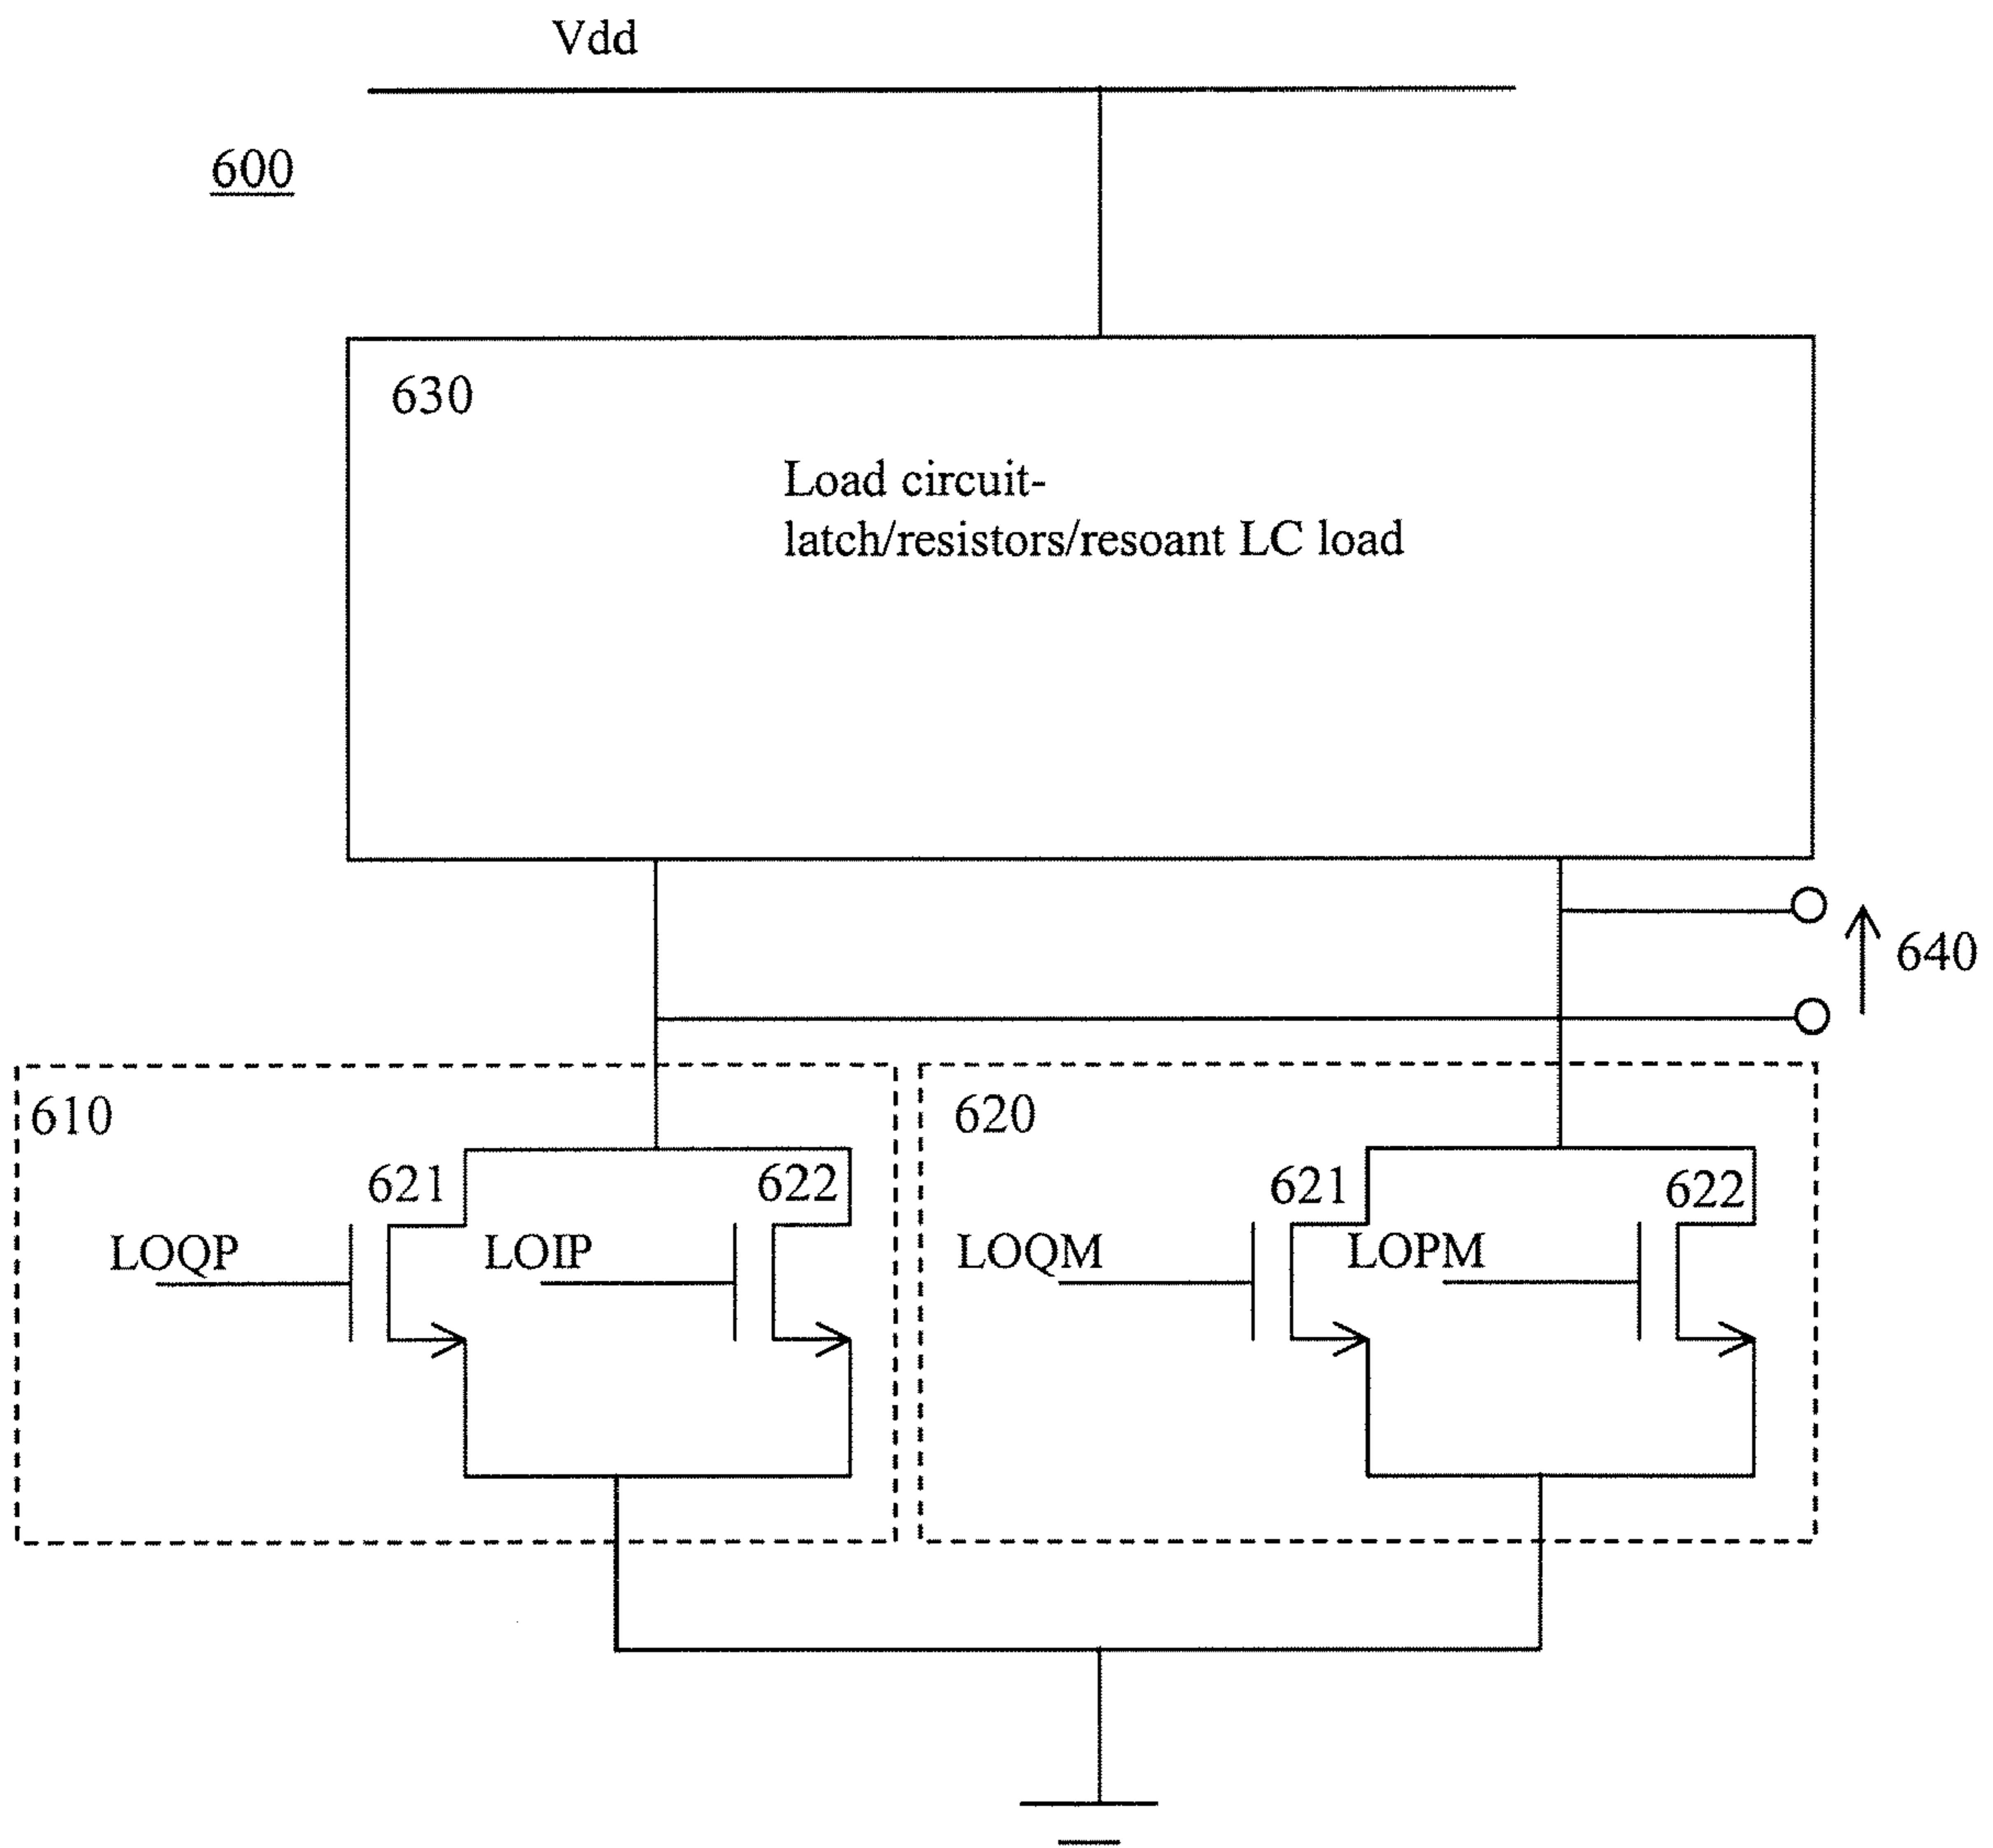 Vdd
600
630
Load circuit-
latch/resistors/resoant LC load
640
610
620
621
622
621
622
LOQP
LOIP
LOQM
LOPM